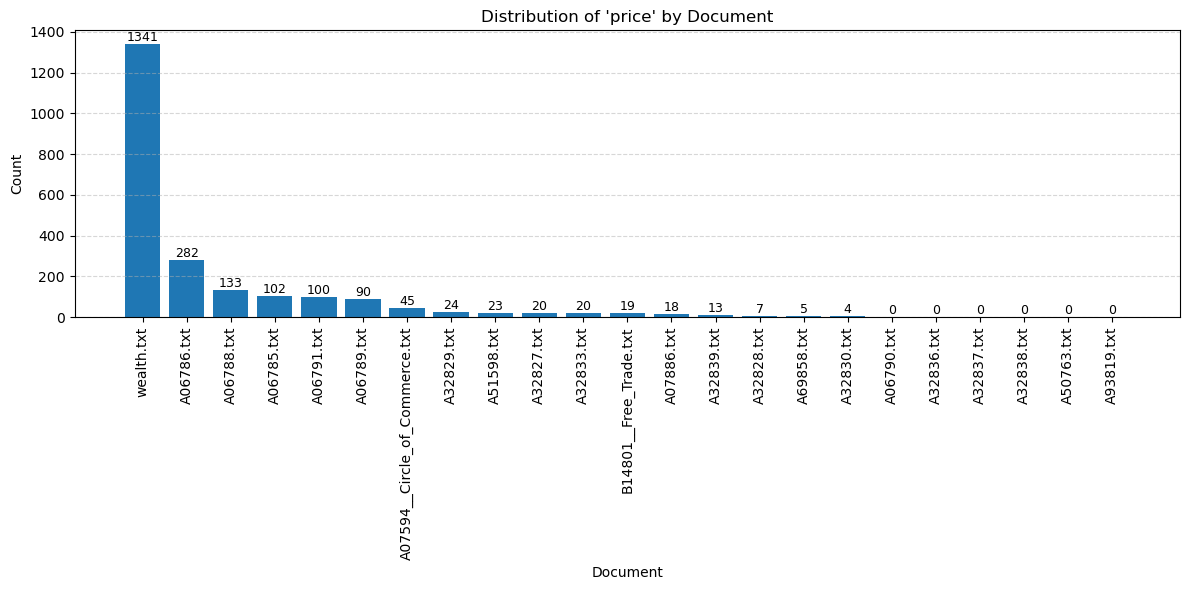 Distribution of 'price' by Document
Count
1400
1200
1000
800
600
400
200
0
1341
282
133
102
100
90
45
24
23
20
20
19
18
13
7
5
4
0
0
0
0
0
0
wealth.txt
A06786.txt
A06788.txt
A06785.txt
A06791.txt
A06789.txt
A07594__Circle_of_Commerce.txt
A32829.txt
A51598.txt
A32827.txt
A32833.txt
B14801__Free_Trade.txt
A07886.txt
A32839.txt
A32828.txt
A69858.txt
A32830.txt
A06790.txt
A32836.txt
A32837.txt
A32838.txt
A50763.txt
A93819.txt
Document